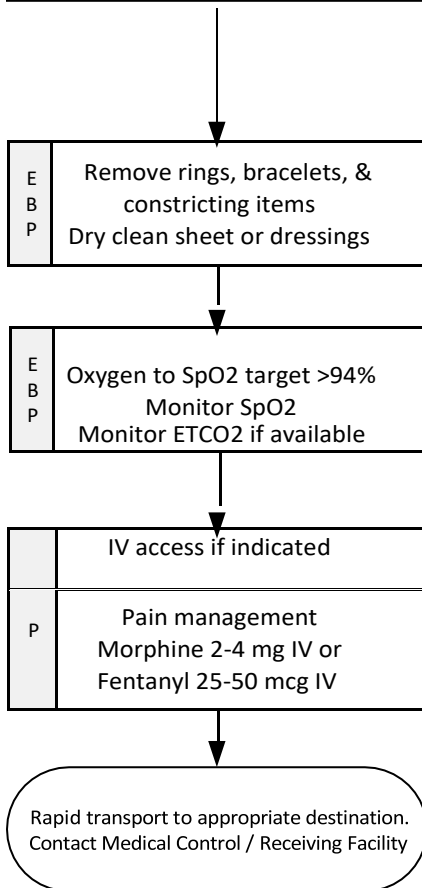 E
B
P
Remove rings, bracelets, &
constricting items
Dry clean sheet or dressings
E
B
P
Oxygen to SpO2 target >94%
Monitor SpO2
Monitor ETCO2 if available
IV access if indicated
P
Pain management
Morphine 2-4 mg IV or
Fentanyl 25-50 mcg IV
Rapid transport to appropriate destination.
Contact Medical Control / Receiving Facility